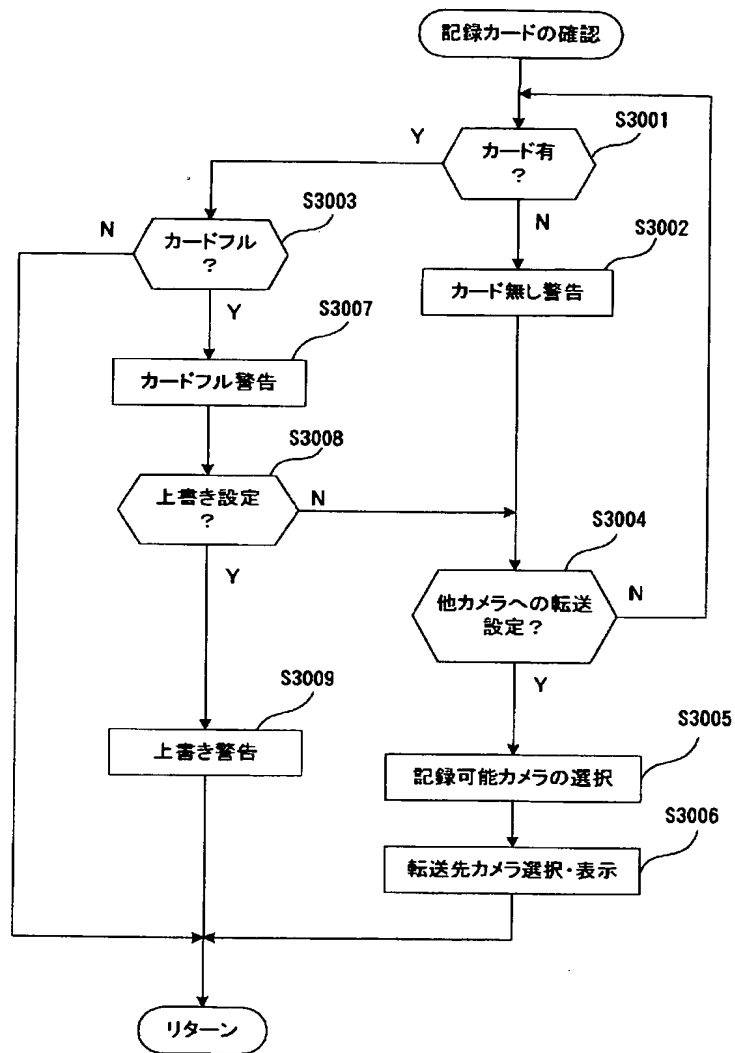 記録カードの確認
S3001
Y
カード有
?
S3003
N
カードフル
?
N
S3002
カード無し警告
Y
S3007
カードフル警告
S3008
上書き設定
?
N
S3004
Y
他カメラへの転送
設定?
N
Y
S3009
上書き警告
S3005
記録可能カメラの選択
S3006
転送先カメラ選択・表示
リターン